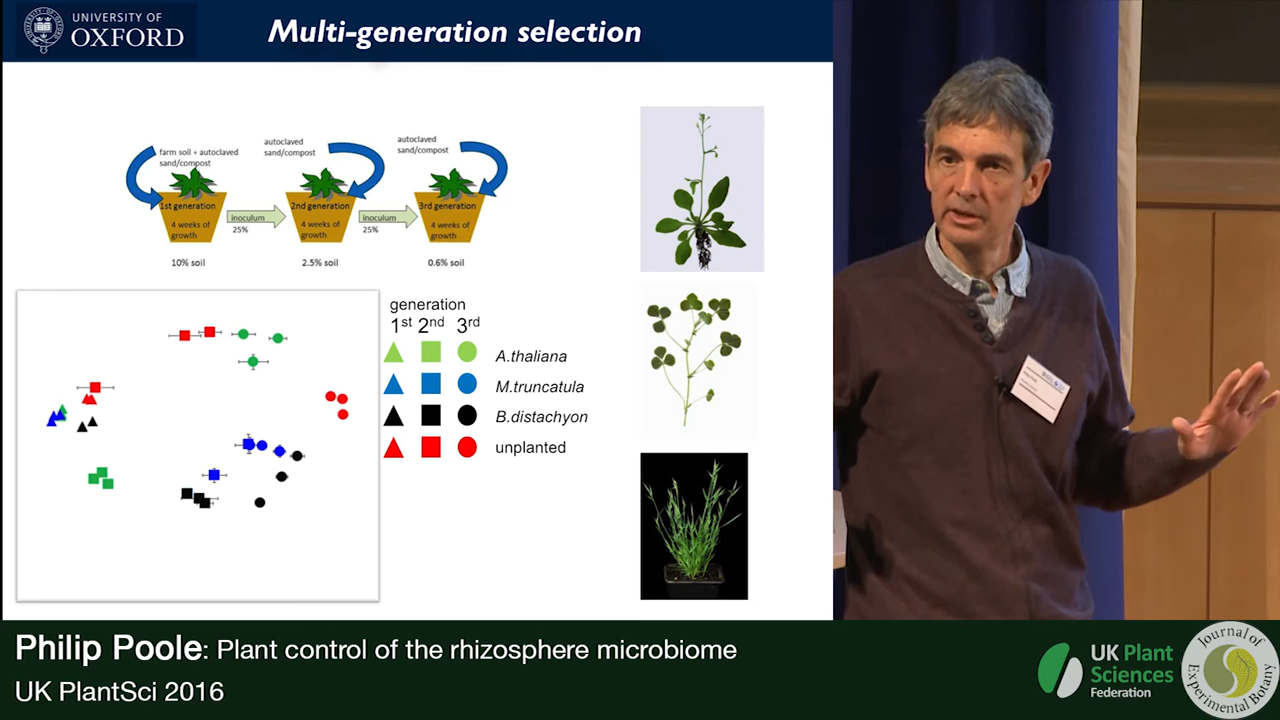 UNIVERSITY OF
OXFORD
Multi-generation selection
farm soil + autoclaved
sand/compost
autoclaved
sand/compost
autoclaved
sand/compost
1st generation
4 weeks of
growth
inoculum
25%
2nd generation
4 weeks of
growth
inoculum
25%
3rd generation
4 weeks of
growth
10% soil
2.5% soil
0.6% soil
generation
1st 2nd 3rd
A.thaliana
M.truncatula
B.distachyon
unplanted
Philip Poole: Plant control of the rhizosphere microbiome
UK PlantSci 2016
UK Plant
Sciences
Federation
Journal of
Experimental Botany